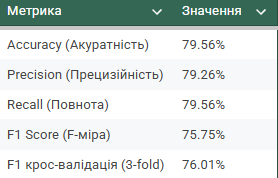 Метрика Значення
Accuracy (Акуратність) 79.56%
Precision (Прецизійність) 79.26%
Recall (Повнота) 79.56%
F1 Score (F-міра) 75.75%
F1 крос-валідація (3-fold) 76.01%